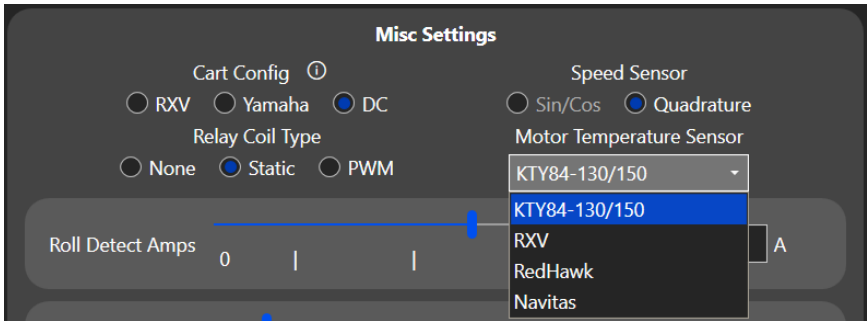 Misc Settings
Cart Config
Speed Sensor
RXV Yamaha DC
Sin/Cos Quadrature
Relay Coil Type
Motor Temperature Sensor
None Static PWM
KTY84-130/150
KTY84-130/150
RXV
RedHawk
Navitas
Roll Detect Amps
0
A